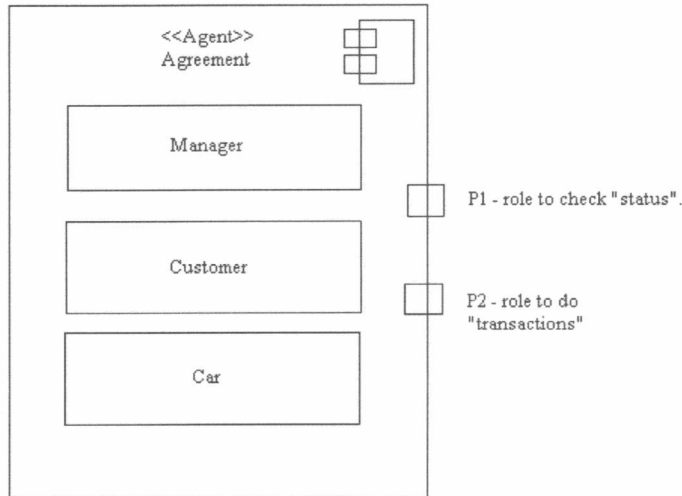 <<Agent>>
Agreement
Manager
P1 - role to check "status".
Customer
P2 - role to do
"transactions"
Car